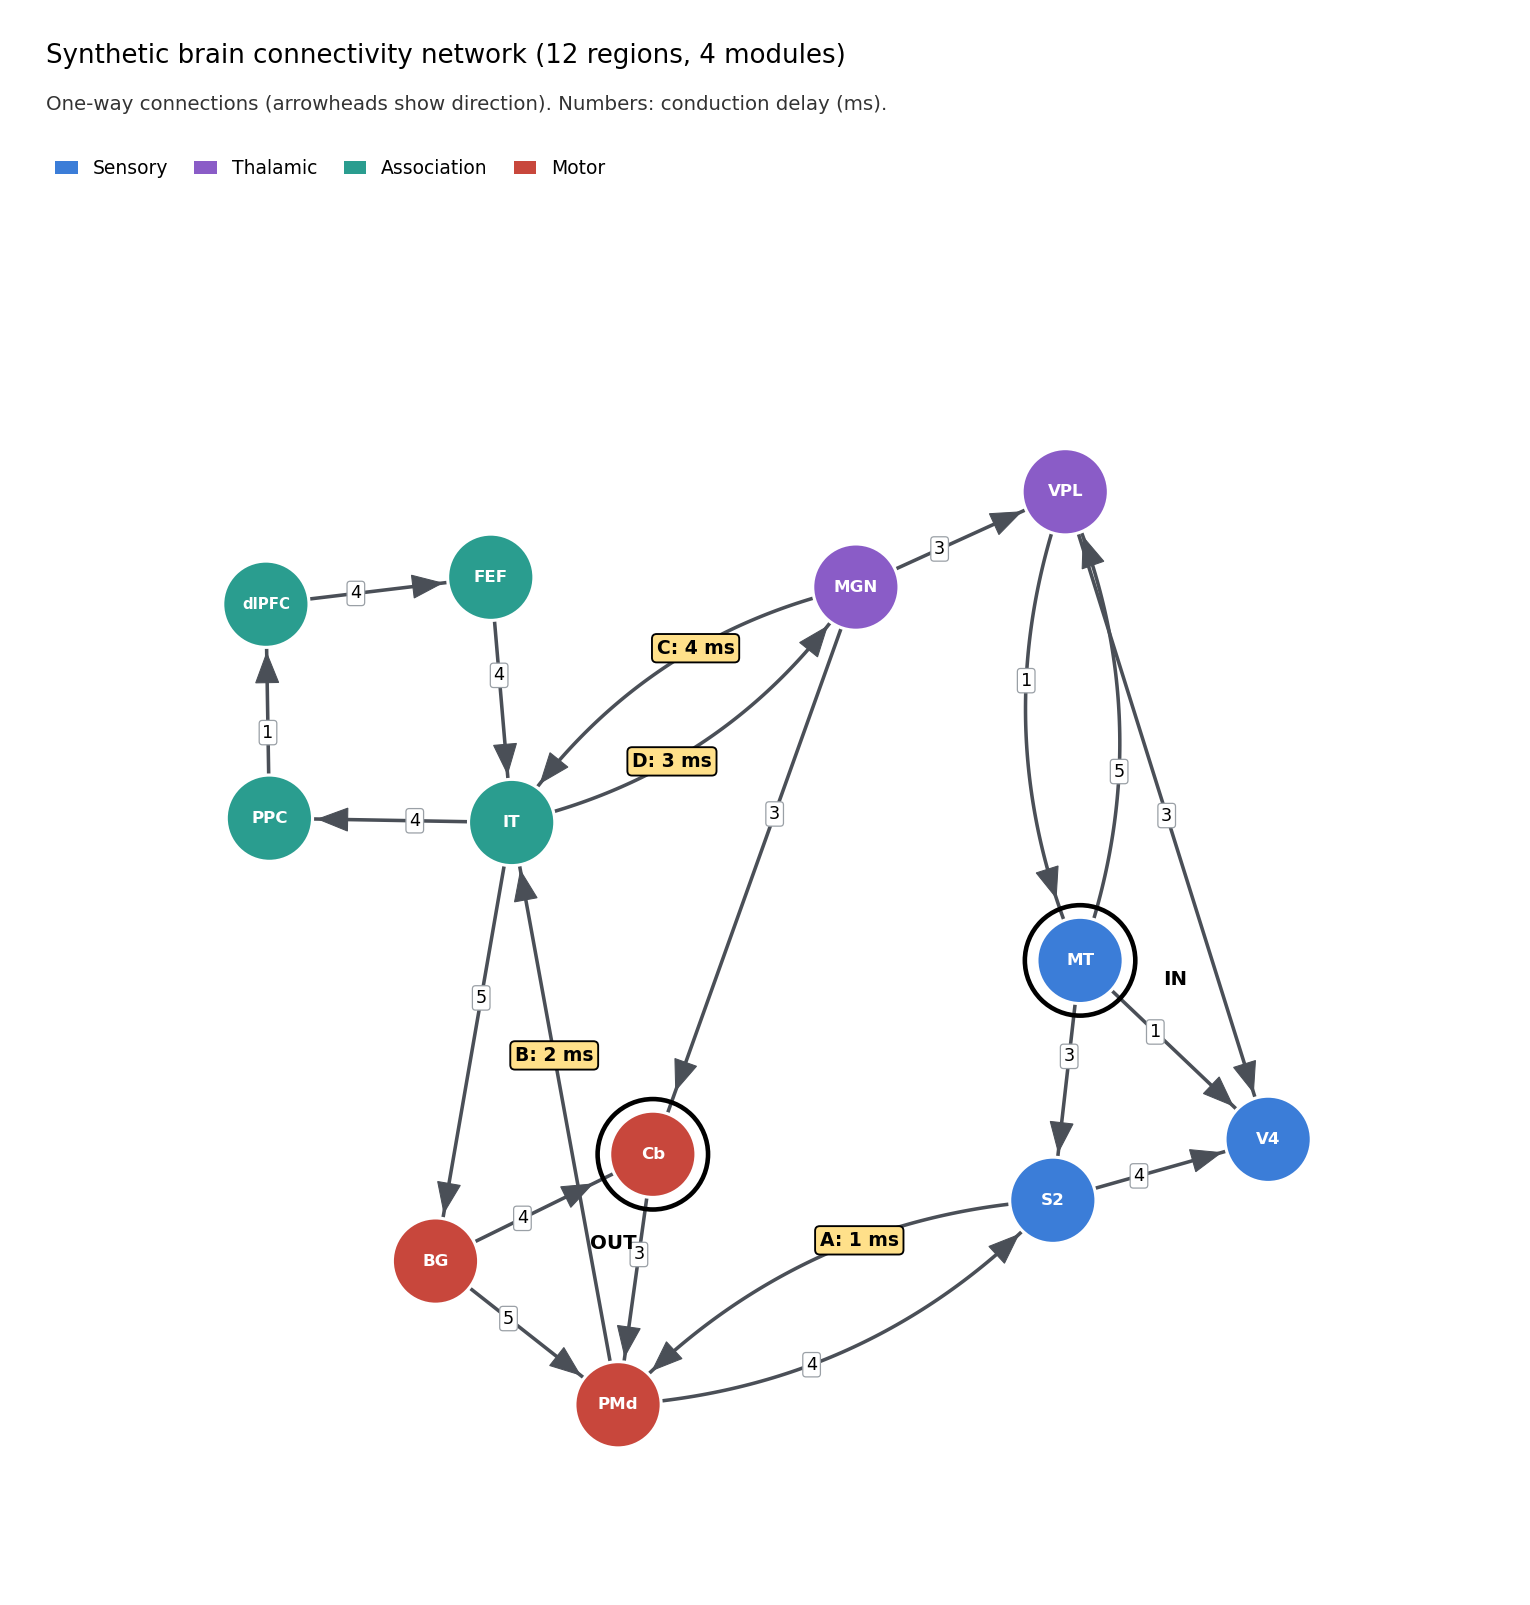 Synthetic brain connectivity network (12 regions, 4 modules)
One-way connections (arrowheads show direction). Numbers: conduction delay (ms).
Sensory Thalamic Association Motor
VPL
3
FEF
MGN
dlPFC
4
C: 4 ms
4
1
1
D: 3 ms
5
3
3
PPC
4
IT
MT
IN
5
1
B: 2 ms
3
V4
Cb
4
S2
4
OUT
A: 1 ms
3
BG
5
4
PMd